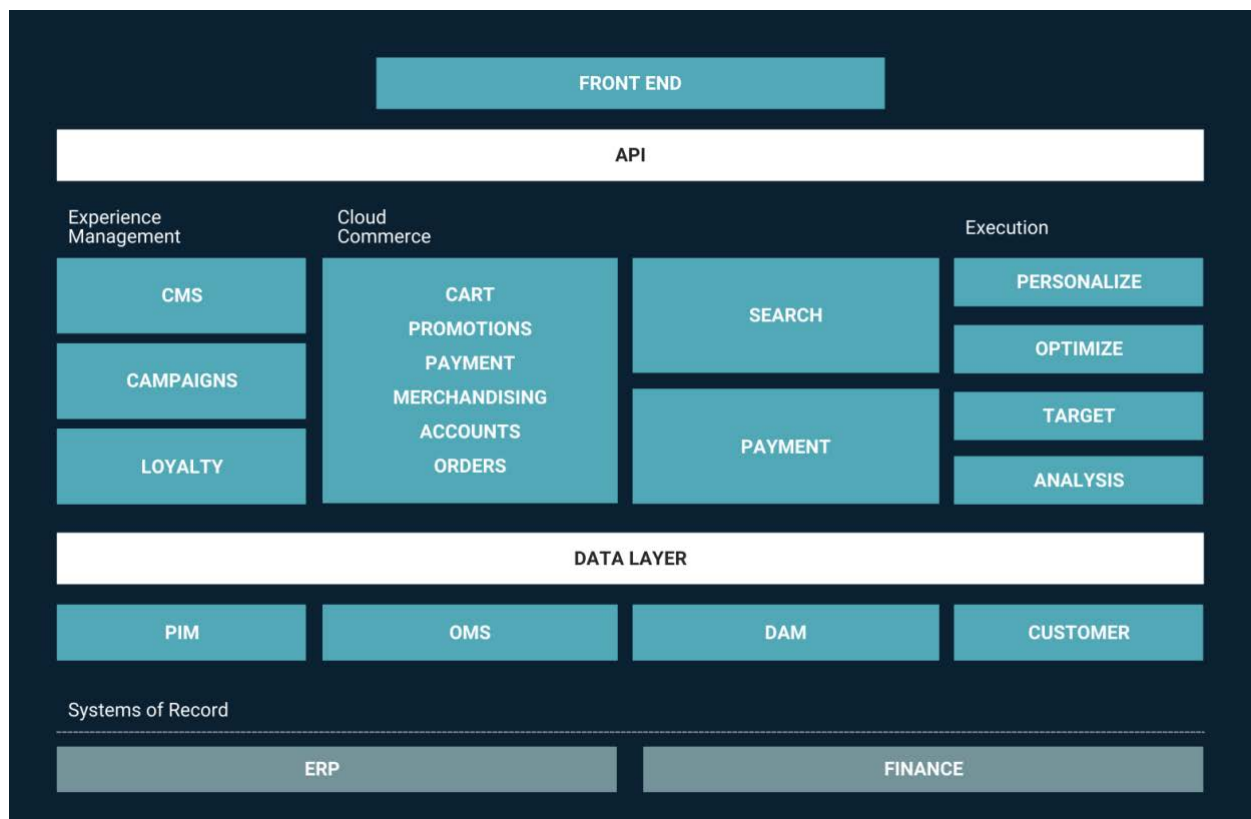 FRONT END
API
Experience
Management
CMS
CAMPAIGNS
LOYALTY
Cloud
Commerce
CART
PROMOTIONS
PAYMENT
MERCHANDISING
ACCOUNTS
ORDERS
SEARCH
PAYMENT
Execution
PERSONALIZE
OPTIMIZE
TARGET
ANALYSIS
DATA LAYER
PIM
OMS
DAM
CUSTOMER
Systems of Record
ERP
FINANCE